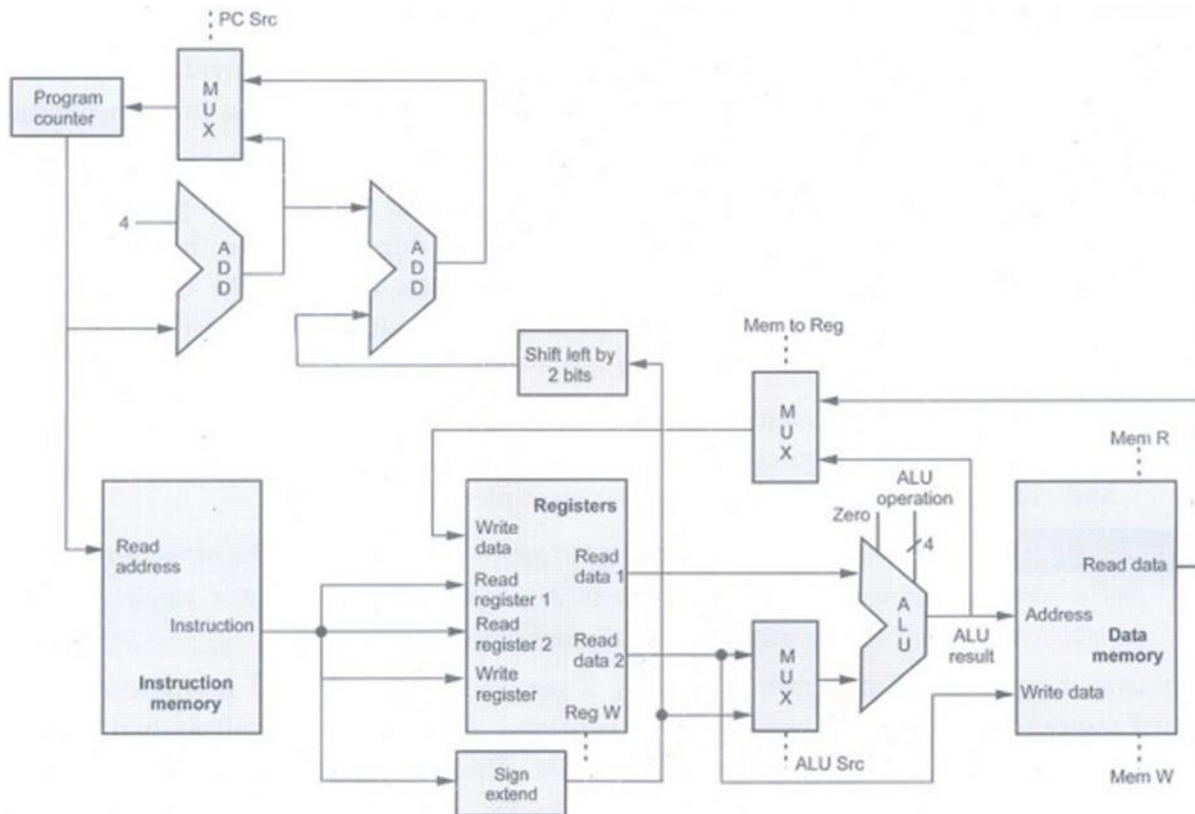 PC Src
M
U
X
Program
counter
4
A
D
D
A
D
D
Shift left by
2 bits
Mem to Reg
M
U
X
Mem R
ALU
operation
Zero
4
Registers
Write
data
Read
data 1
Read
register 1
Read
register 2
Read
data 2
Write
register
Reg W
Read
address
Instruction
Instruction
memory
Sign
extend
M
U
X
ALU Src
A
L
U
ALU
result
Read data
Address
Data
memory
Write data
Mem W